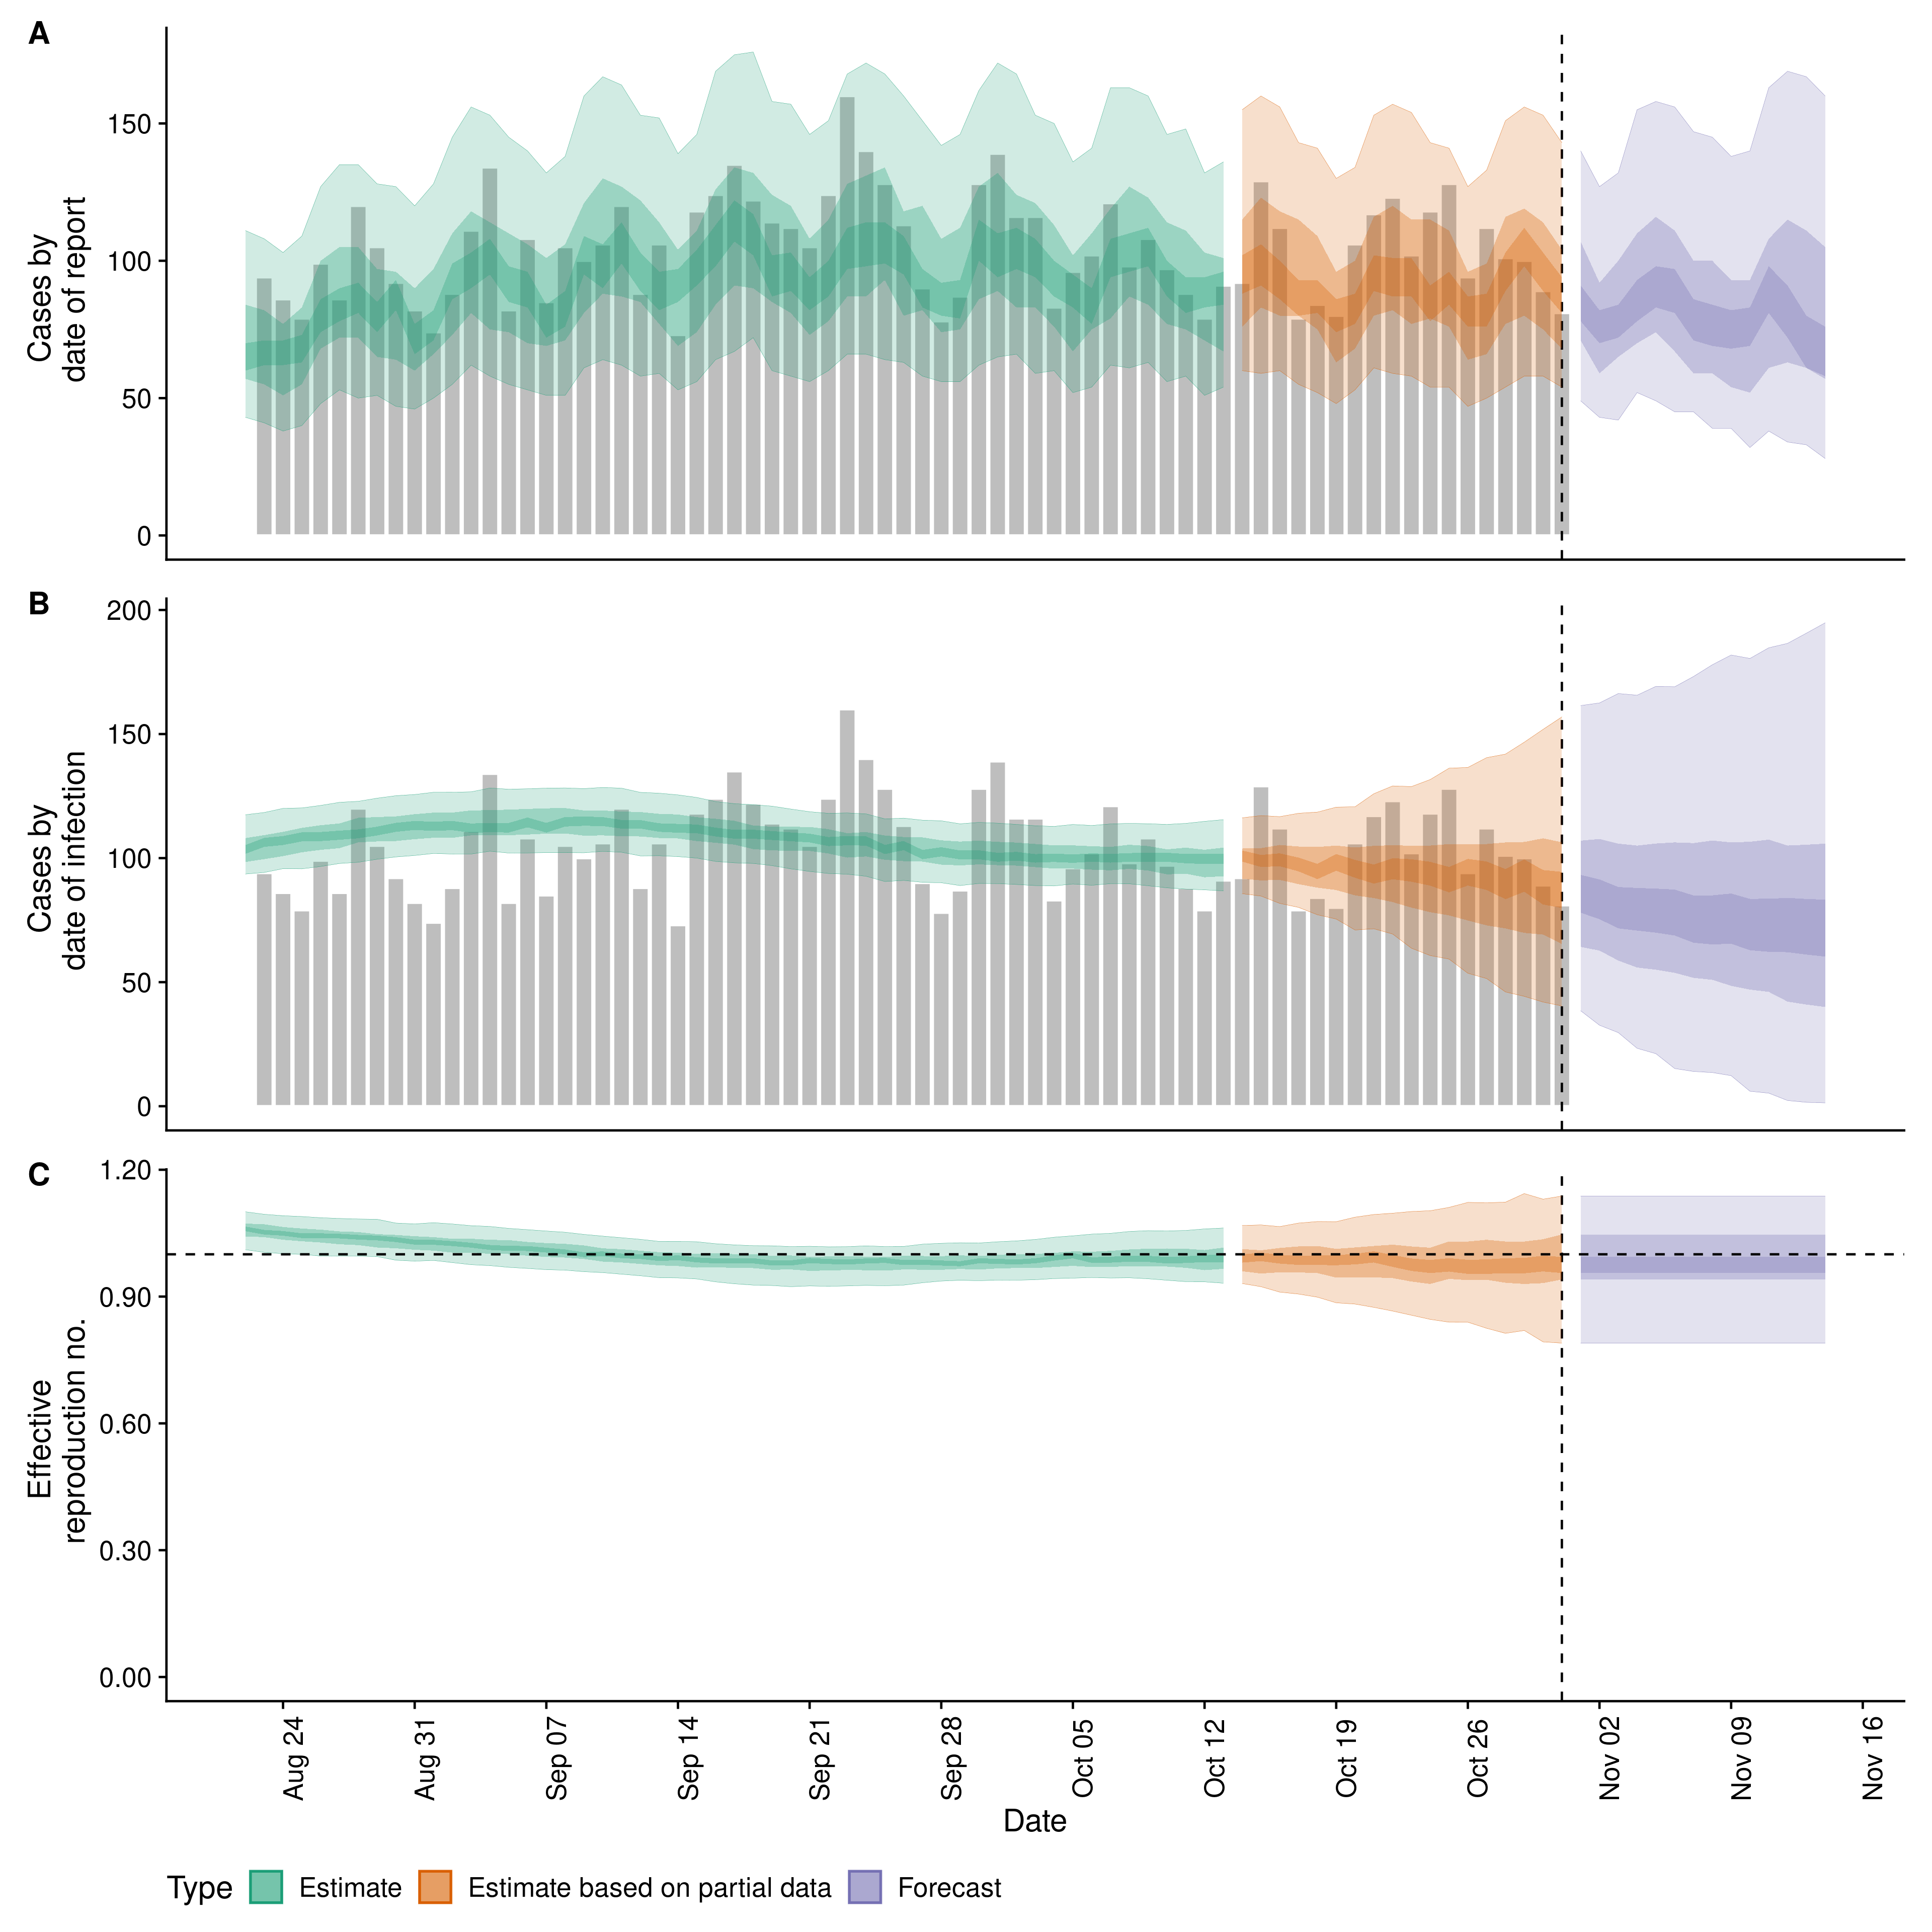 A
Cases by
date of report
150
100
50
0
B
Cases by
date of infection
200
150
100
50
0
C
Effective
reproduction no.
1.20
0.90
0.60
0.30
0.00
Aug 24
Aug 31
Sep 07
Sep 14
Sep 21
Sep 28
Oct 05
Oct 12
Oct 19
Oct 26
Nov 02
Nov 09
Nov 16
Date
Type Estimate Estimate based on partial data Forecast